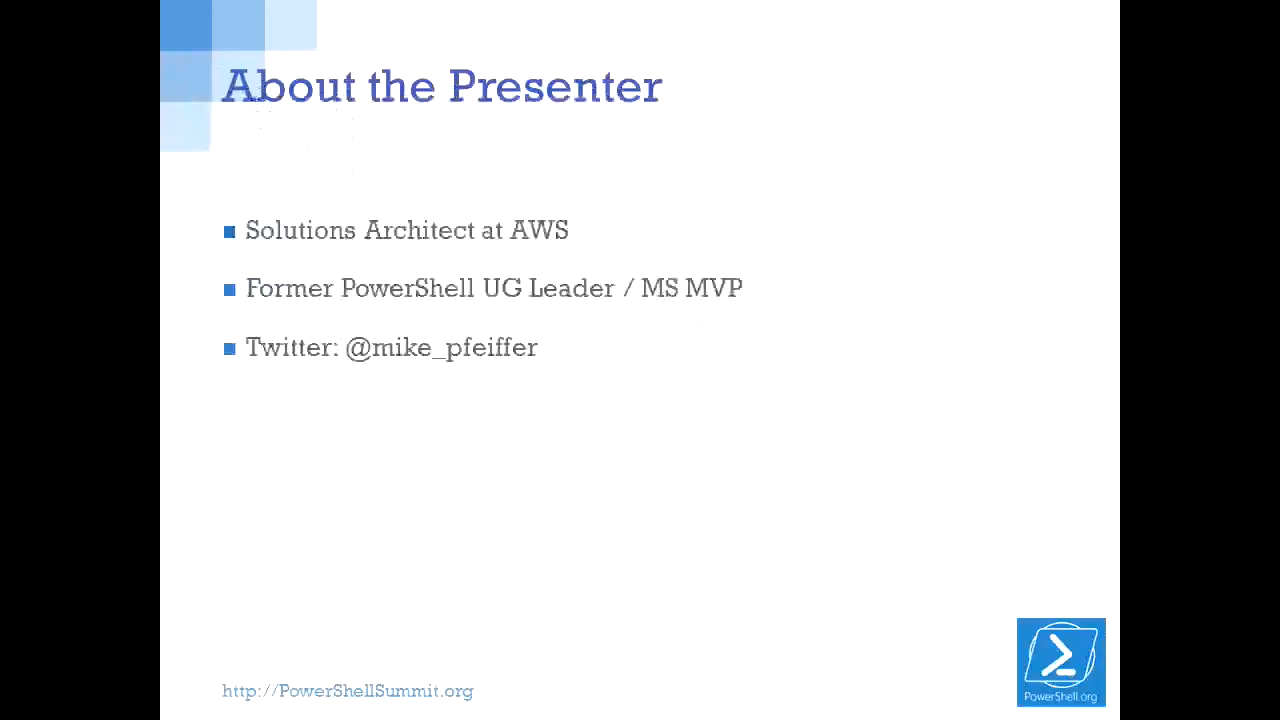 About the Presenter
Solutions Architect at AWS
Former PowerShell UG Leader / MS MVP
Twitter: @mike_pfeiffer
http://PowerShellSummit.org
PowerShell.org